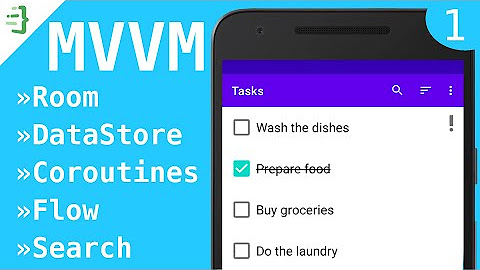 MVVM
»Room
»DataStore
»Coroutines
»Flow
»Search
1
Tasks
Wash the dishes
Prepare food
Buy groceries
Do the laundry